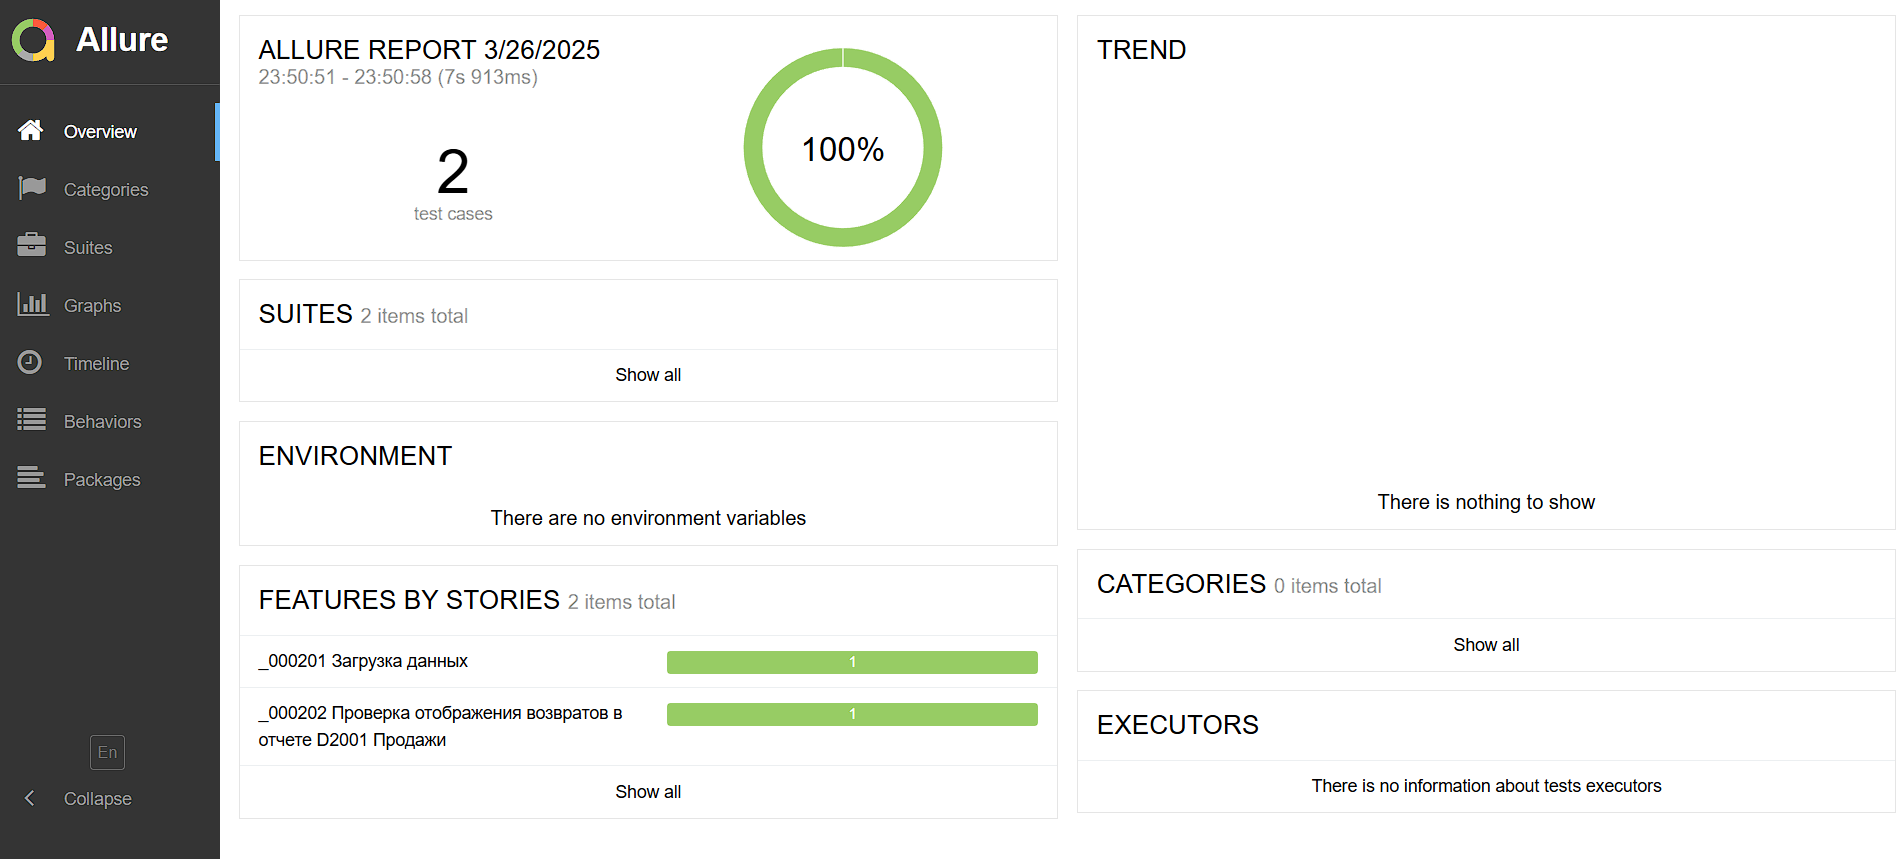 Allure
Overview
Categories
Suites
Graphs
Timeline
Behaviors
Packages
En
Collapse
ALLURE REPORT 3/26/2025
23:50:51 - 23:50:58 (7s 913ms)
2
test cases
100%
SUITES 2 items total
Show all
ENVIRONMENT
There are no environment variables
FEATURES BY STORIES 2 items total
_000201 Загрузка данных
1
_000202 Проверка отображения возвратов в
отчете D2001 Продажи
1
Show all
TREND
There is nothing to show
CATEGORIES 0 items total
Show all
EXECUTORS
There is no information about tests executors